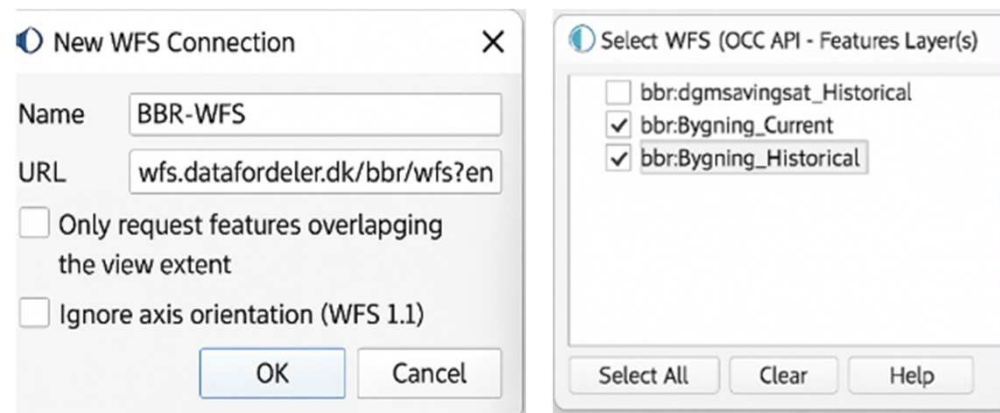 New WFS Connection
Name
BBR-WFS
URL
wfs.datafordeler.dk/bbr/wfs?en
Only request features overlapging
the view extent
Ignore axis orientation (WFS 1.1)
OK
Cancel
Select WFS (OCC API - Features Layer(s)
bbr:dgmsavingsat_Historical
bbr:Bygning_Current
bbr:Bygning_Historical
Select All
Clear
Help